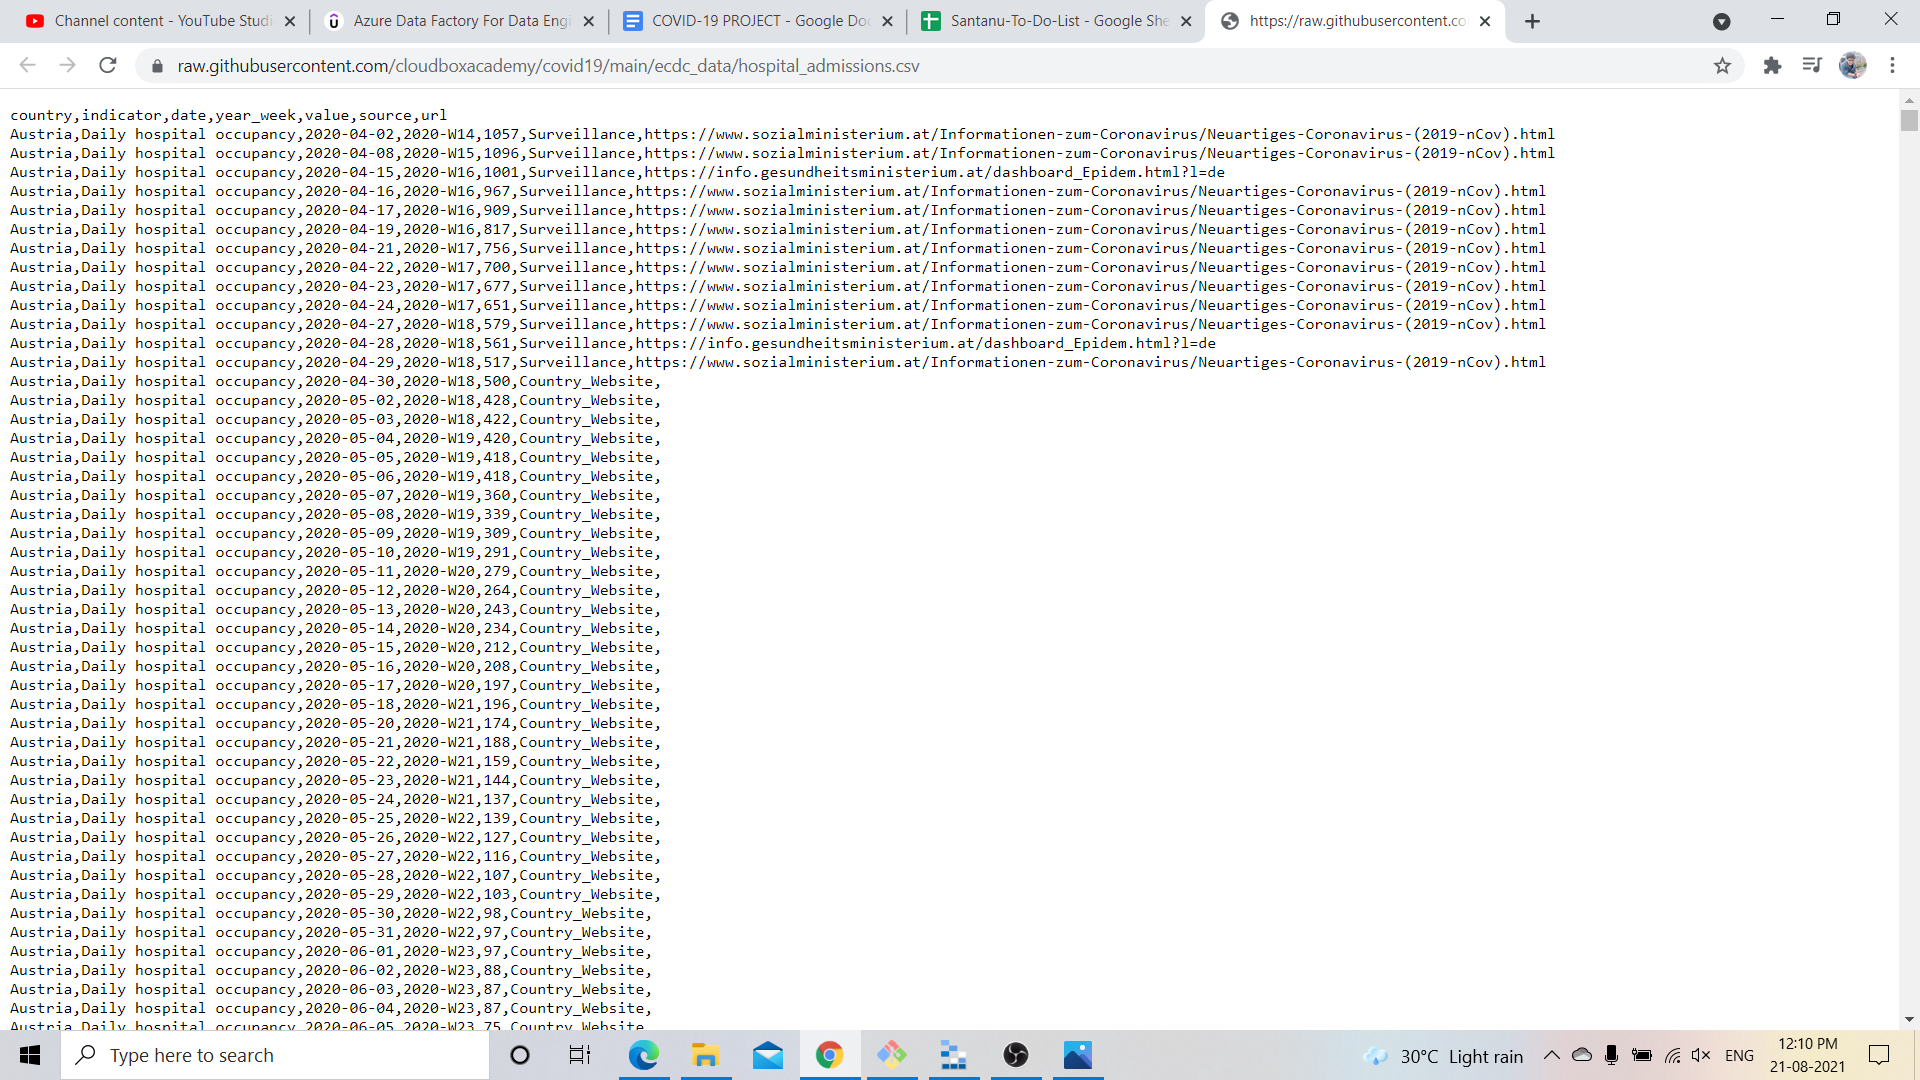 Channel content - YouTube Studi
Azure Data Factory For Data Engi
COVID-19 PROJECT - Google Doc
Santanu-To-Do-List - Google She
https://raw.githubusercontent.co
raw.githubusercontent.com/cloudboxacademy/covid19/main/ecdc_data/hospital_admissions.csv
country,indicator,date,year_week,value,source,url
Austria,Daily hospital occupancy,2020-04-02,2020-W14,1057,Surveillance,https://www.sozialministerium.at/Informationen-zum-Coronavirus/Neuartiges-Coronavirus-(2019-nCov).html
Austria,Daily hospital occupancy,2020-04-08,2020-W15,1096,Surveillance,https://www.sozialministerium.at/Informationen-zum-Coronavirus/Neuartiges-Coronavirus-(2019-nCov).html
Austria,Daily hospital occupancy,2020-04-15,2020-W16,1001,Surveillance,https://info.gesundheitsministerium.at/dashboard_Epidem.html?l=de
Austria,Daily hospital occupancy,2020-04-16,2020-W16,967,Surveillance,https://www.sozialministerium.at/Informationen-zum-Coronavirus/Neuartiges-Coronavirus-(2019-nCov).html
Austria,Daily hospital occupancy,2020-04-17,2020-W16,909,Surveillance,https://www.sozialministerium.at/Informationen-zum-Coronavirus/Neuartiges-Coronavirus-(2019-nCov).html
Austria,Daily hospital occupancy,2020-04-19,2020-W16,817,Surveillance,https://www.sozialministerium.at/Informationen-zum-Coronavirus/Neuartiges-Coronavirus-(2019-nCov).html
Austria,Daily hospital occupancy,2020-04-21,2020-W17,756,Surveillance,https://www.sozialministerium.at/Informationen-zum-Coronavirus/Neuartiges-Coronavirus-(2019-nCov).html
Austria,Daily hospital occupancy,2020-04-22,2020-W17,700,Surveillance,https://www.sozialministerium.at/Informationen-zum-Coronavirus/Neuartiges-Coronavirus-(2019-nCov).html
Austria,Daily hospital occupancy,2020-04-23,2020-W17,677,Surveillance,https://www.sozialministerium.at/Informationen-zum-Coronavirus/Neuartiges-Coronavirus-(2019-nCov).html
Austria,Daily hospital occupancy,2020-04-24,2020-W17,651,Surveillance,https://www.sozialministerium.at/Informationen-zum-Coronavirus/Neuartiges-Coronavirus-(2019-nCov).html
Austria,Daily hospital occupancy,2020-04-27,2020-W18,579,Surveillance,https://www.sozialministerium.at/Informationen-zum-Coronavirus/Neuartiges-Coronavirus-(2019-nCov).html
Austria,Daily hospital occupancy,2020-04-28,2020-W18,561,Surveillance,https://info.gesundheitsministerium.at/dashboard_Epidem.html?l=de
Austria,Daily hospital occupancy,2020-04-29,2020-W18,517,Surveillance,https://www.sozialministerium.at/Informationen-zum-Coronavirus/Neuartiges-Coronavirus-(2019-nCov).html
Austria,Daily hospital occupancy,2020-04-30,2020-W18,500,Country_Website,
Austria,Daily hospital occupancy,2020-05-02,2020-W18,428,Country_Website,
Austria,Daily hospital occupancy,2020-05-03,2020-W18,422,Country_Website,
Austria,Daily hospital occupancy,2020-05-04,2020-W19,420,Country_Website,
Austria,Daily hospital occupancy,2020-05-05,2020-W19,418,Country_Website,
Austria,Daily hospital occupancy,2020-05-06,2020-W19,418,Country_Website,
Austria,Daily hospital occupancy,2020-05-07,2020-W19,360,Country_Website,
Austria,Daily hospital occupancy,2020-05-08,2020-W19,339,Country_Website,
Austria,Daily hospital occupancy,2020-05-09,2020-W19,309,Country_Website,
Austria,Daily hospital occupancy,2020-05-10,2020-W19,291,Country_Website,
Austria,Daily hospital occupancy,2020-05-11,2020-W20,279,Country_Website,
Austria,Daily hospital occupancy,2020-05-12,2020-W20,264,Country_Website,
Austria,Daily hospital occupancy,2020-05-13,2020-W20,243,Country_Website,
Austria,Daily hospital occupancy,2020-05-14,2020-W20,234,Country_Website,
Austria,Daily hospital occupancy,2020-05-15,2020-W20,212,Country_Website,
Austria,Daily hospital occupancy,2020-05-16,2020-W20,208,Country_Website,
Austria,Daily hospital occupancy,2020-05-17,2020-W20,197,Country_Website,
Austria,Daily hospital occupancy,2020-05-18,2020-W21,196,Country_Website,
Austria,Daily hospital occupancy,2020-05-20,2020-W21,174,Country_Website,
Austria,Daily hospital occupancy,2020-05-21,2020-W21,188,Country_Website,
Austria,Daily hospital occupancy,2020-05-22,2020-W21,159,Country_Website,
Austria,Daily hospital occupancy,2020-05-23,2020-W21,144,Country_Website,
Austria,Daily hospital occupancy,2020-05-24,2020-W21,137,Country_Website,
Austria,Daily hospital occupancy,2020-05-25,2020-W22,139,Country_Website,
Austria,Daily hospital occupancy,2020-05-26,2020-W22,127,Country_Website,
Austria,Daily hospital occupancy,2020-05-27,2020-W22,116,Country_Website,
Austria,Daily hospital occupancy,2020-05-28,2020-W22,107,Country_Website,
Austria,Daily hospital occupancy,2020-05-29,2020-W22,103,Country_Website,
Austria,Daily hospital occupancy,2020-05-30,2020-W22,98,Country_Website,
Austria,Daily hospital occupancy,2020-05-31,2020-W22,97,Country_Website,
Austria,Daily hospital occupancy,2020-06-01,2020-W23,97,Country_Website,
Austria,Daily hospital occupancy,2020-06-02,2020-W23,88,Country_Website,
Austria,Daily hospital occupancy,2020-06-03,2020-W23,87,Country_Website,
Austria,Daily hospital occupancy,2020-06-04,2020-W23,87,Country_Website,
Austria,Daily hospital occupancy,2020-06-05,2020-W23,75,Country_Website,
Type here to search
30°C Light rain
ENG
12:10 PM
21-08-2021